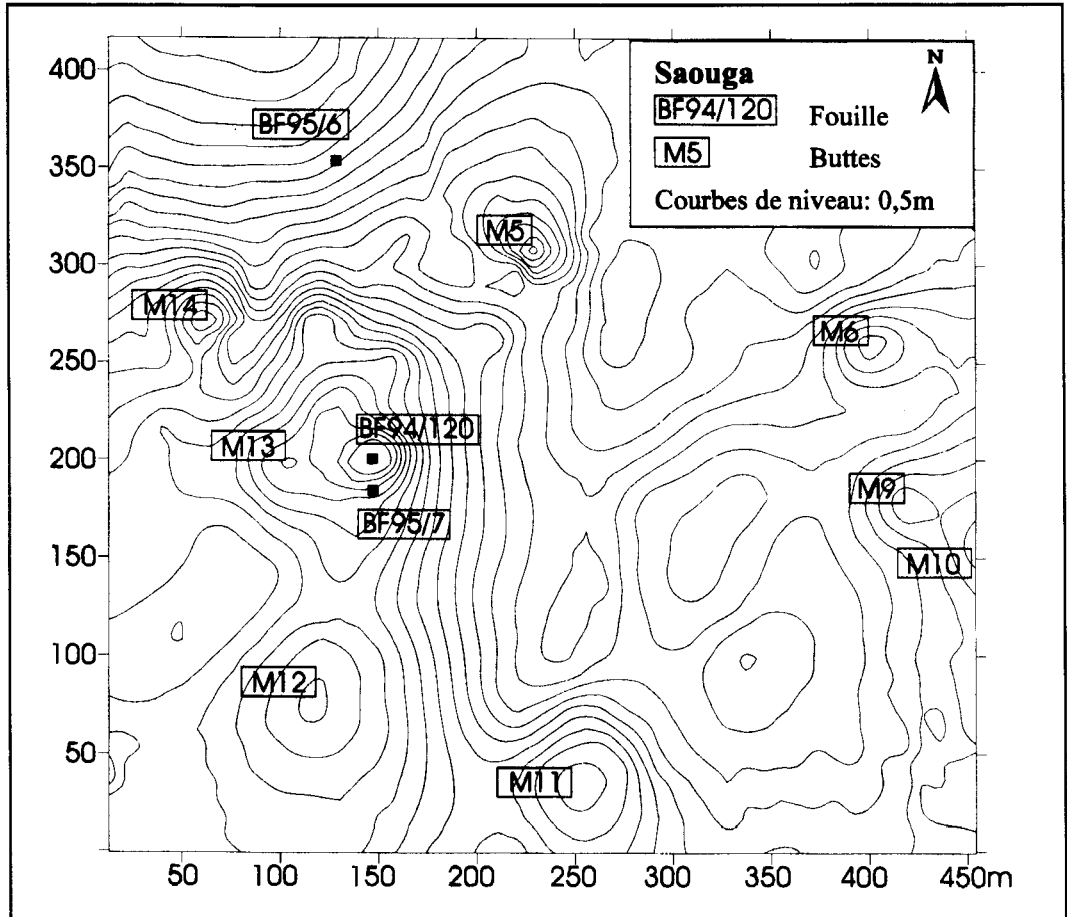 N
Saouga
BF94/120 Fouille
M5 Buttes
Courbes de niveau: 0,5m
400
BF95/6
350
M5
300
M14
M6
250
BF94/120
M13
200
M9
BF95/7
150
M10
100
M12
50
M11
50 100 150 200 250 300 350 400 450m